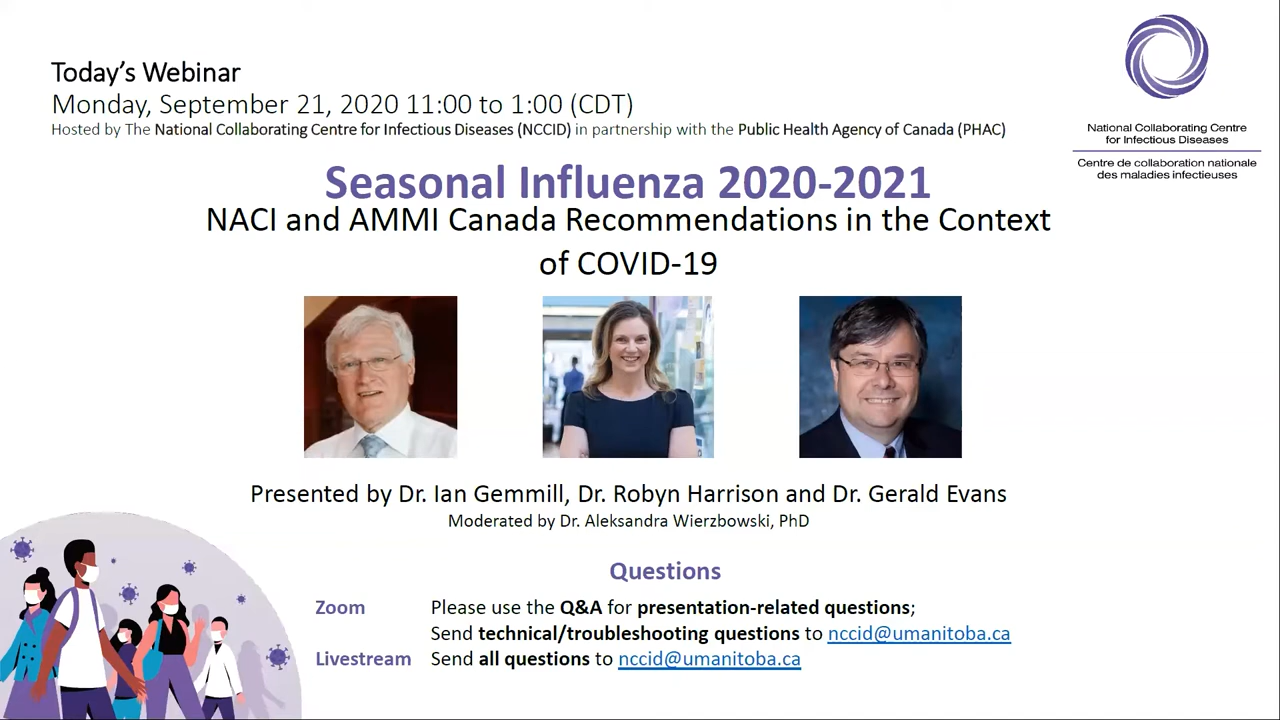 Today's Webinar
Monday, September 21, 2020 11:00 to 1:00 (CDT)
Hosted by The National Collaborating Centre for Infectious Diseases (NCCID) in partnership with the Public Health Agency of Canada (PHAC)
National Collaborating Centre
for Infectious Diseases
Centre de collaboration nationale
des maladies infectieuses
Seasonal Influenza 2020-2021
NACI and AMMI Canada Recommendations in the Context
of COVID-19
Presented by Dr. Ian Gemmill, Dr. Robyn Harrison and Dr. Gerald Evans
Moderated by Dr. Aleksandra Wierzbowski, PhD
Questions
Zoom Please use the Q&A for presentation-related questions;
Send technical/troubleshooting questions to nccid@umanitoba.ca
Livestream Send all questions to nccid@umanitoba.ca